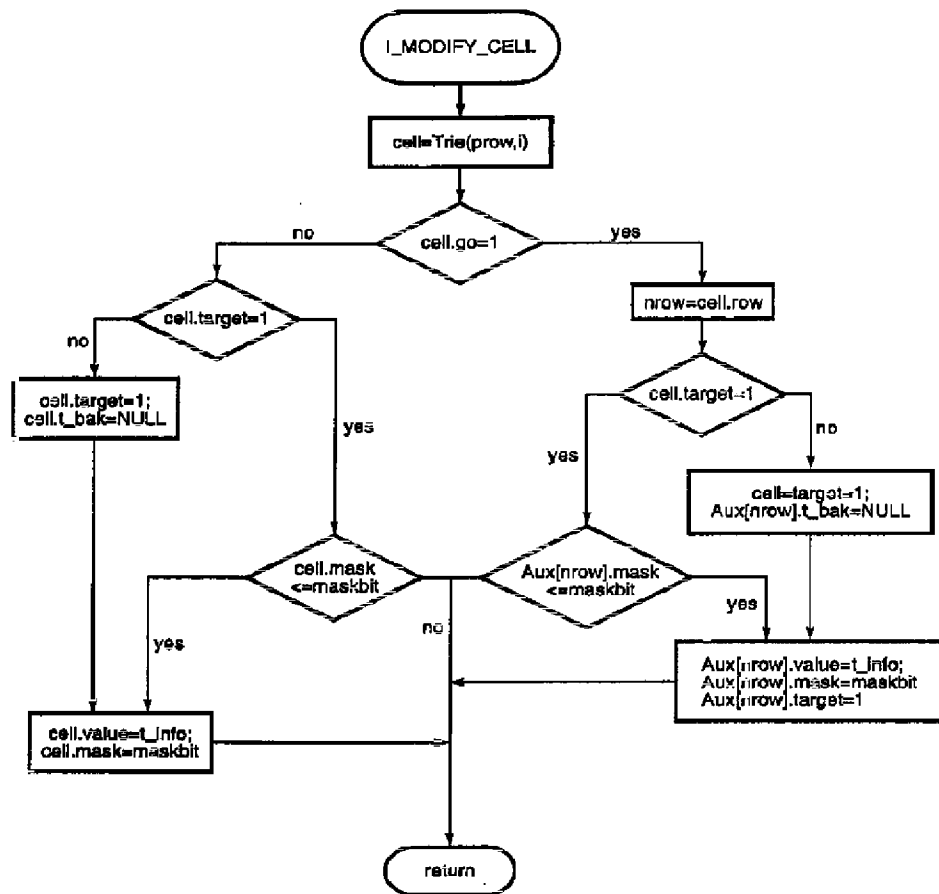 I_MODIFY_CELL
cell=Trie(prow,i)
cell.go=1
no
yes
nrow=cell.row
cell.target=1
no
yes
cell.target=1;
cell.t_bak=NULL
cell.target=1
yes
no
cell=target=1;
Aux[nrow].t_bak=NULL
cell.mask
<=maskbit
Aux[nrow].mask
<=maskbit
yes
no
yes
Aux[nrow].value=t_info;
Aux[nrow].mask=maskbit
Aux[nrow].target=1
cell.value=t_info;
cell.mask=maskbit
return